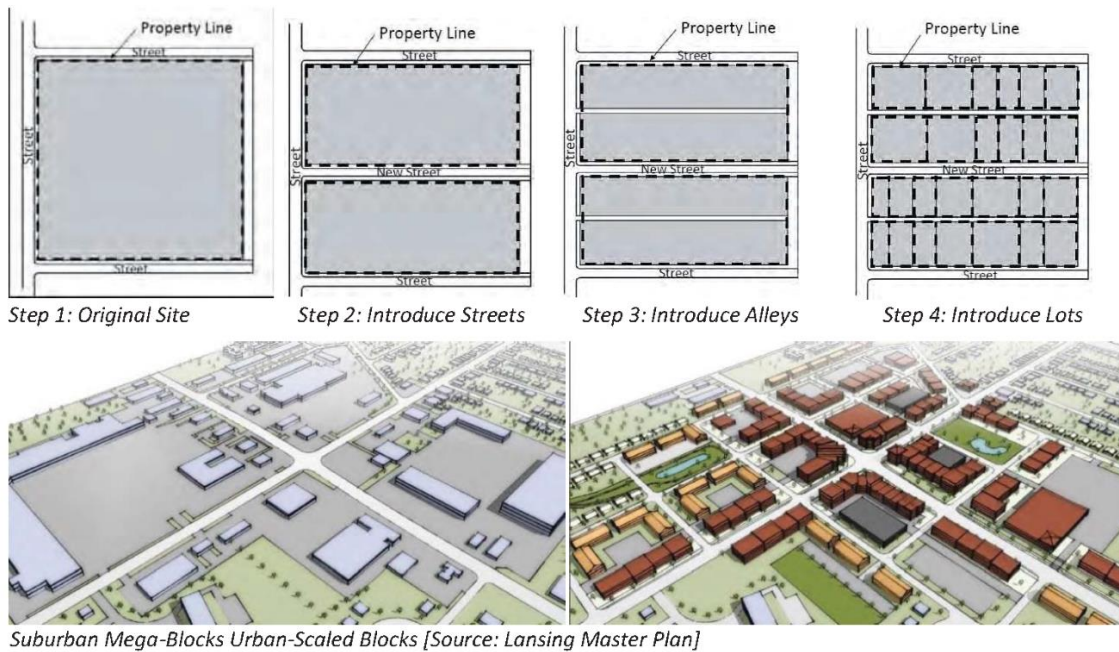 Property Line
Street
Street
Street
Step 1: Original Site
Property Line
Street
Street
New Street
Street
Step 2: Introduce Streets
Property Line
Street
Street
New Street
Street
Step 3: Introduce Alleys
Property Line
Street
Street
New Street
Street
Step 4: Introduce Lots
Suburban Mega-Blocks Urban-Scaled Blocks [Source: Lansing Master Plan]